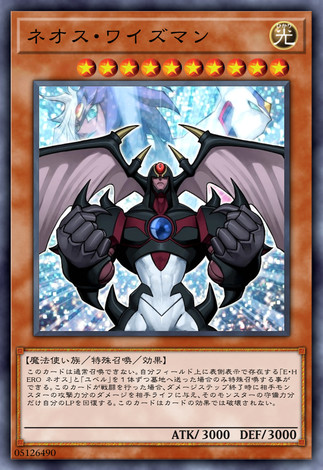 ネオス・ワイズマン
光
【魔法使い族／特殊召喚／効果】
このカードは通常召喚できない。自分フィールド上に表側表示で存在する「E・H
ERO ネオス」と「ユベル」を１体ずつ墓地へ送った場合のみ特殊召喚する事が
できる。このカードが戦闘を行った場合、ダメージステップ終了時に相手モン
スターの攻撃力分のダメージを相手ライフに与え、そのモンスターの守備力分
だけ自分のLPを回復する。このカードはカードの効果では破壊されない。
ATK/ 3000 DEF/ 3000
05126490